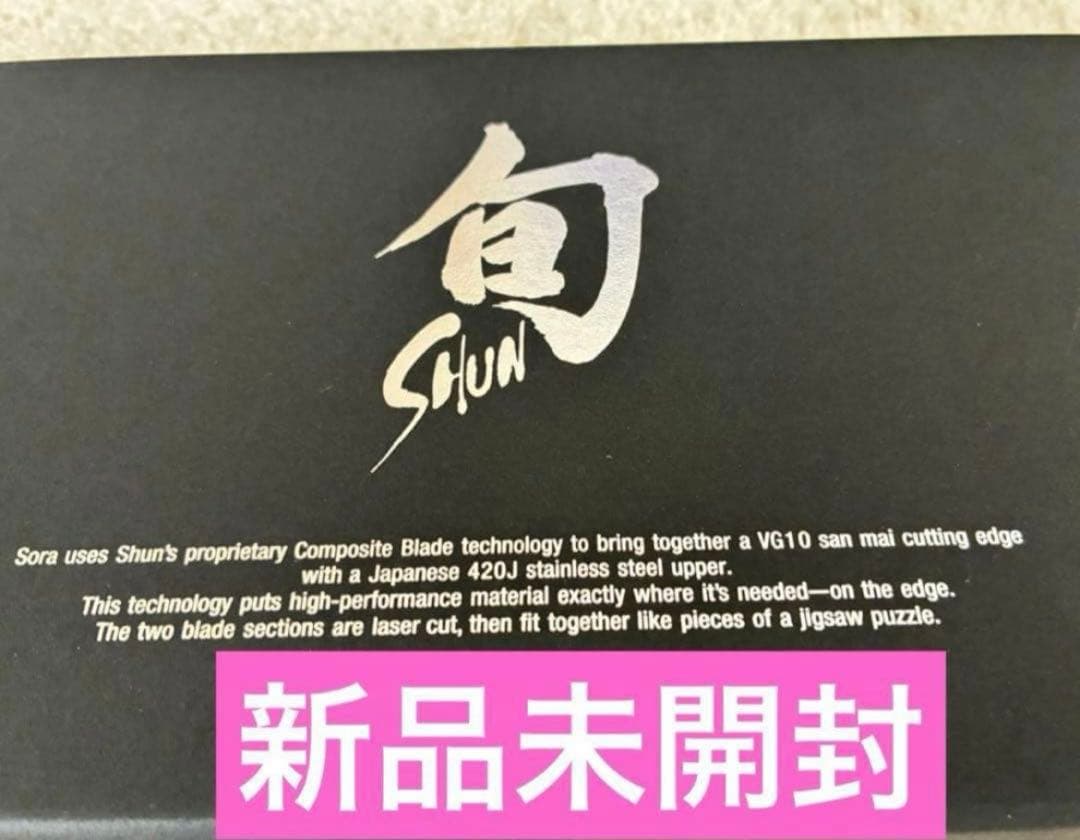 旬
SHUN
Sora uses Shun's proprietary Composite Blade technology to bring together a VG10 san mai cutting edge
with a Japanese 420J stainless steel upper.
This technology puts high-performance material exactly where it's needed—on the edge.
The two blade sections are laser cut, then fit together like pieces of a jigsaw puzzle.
新品未開封